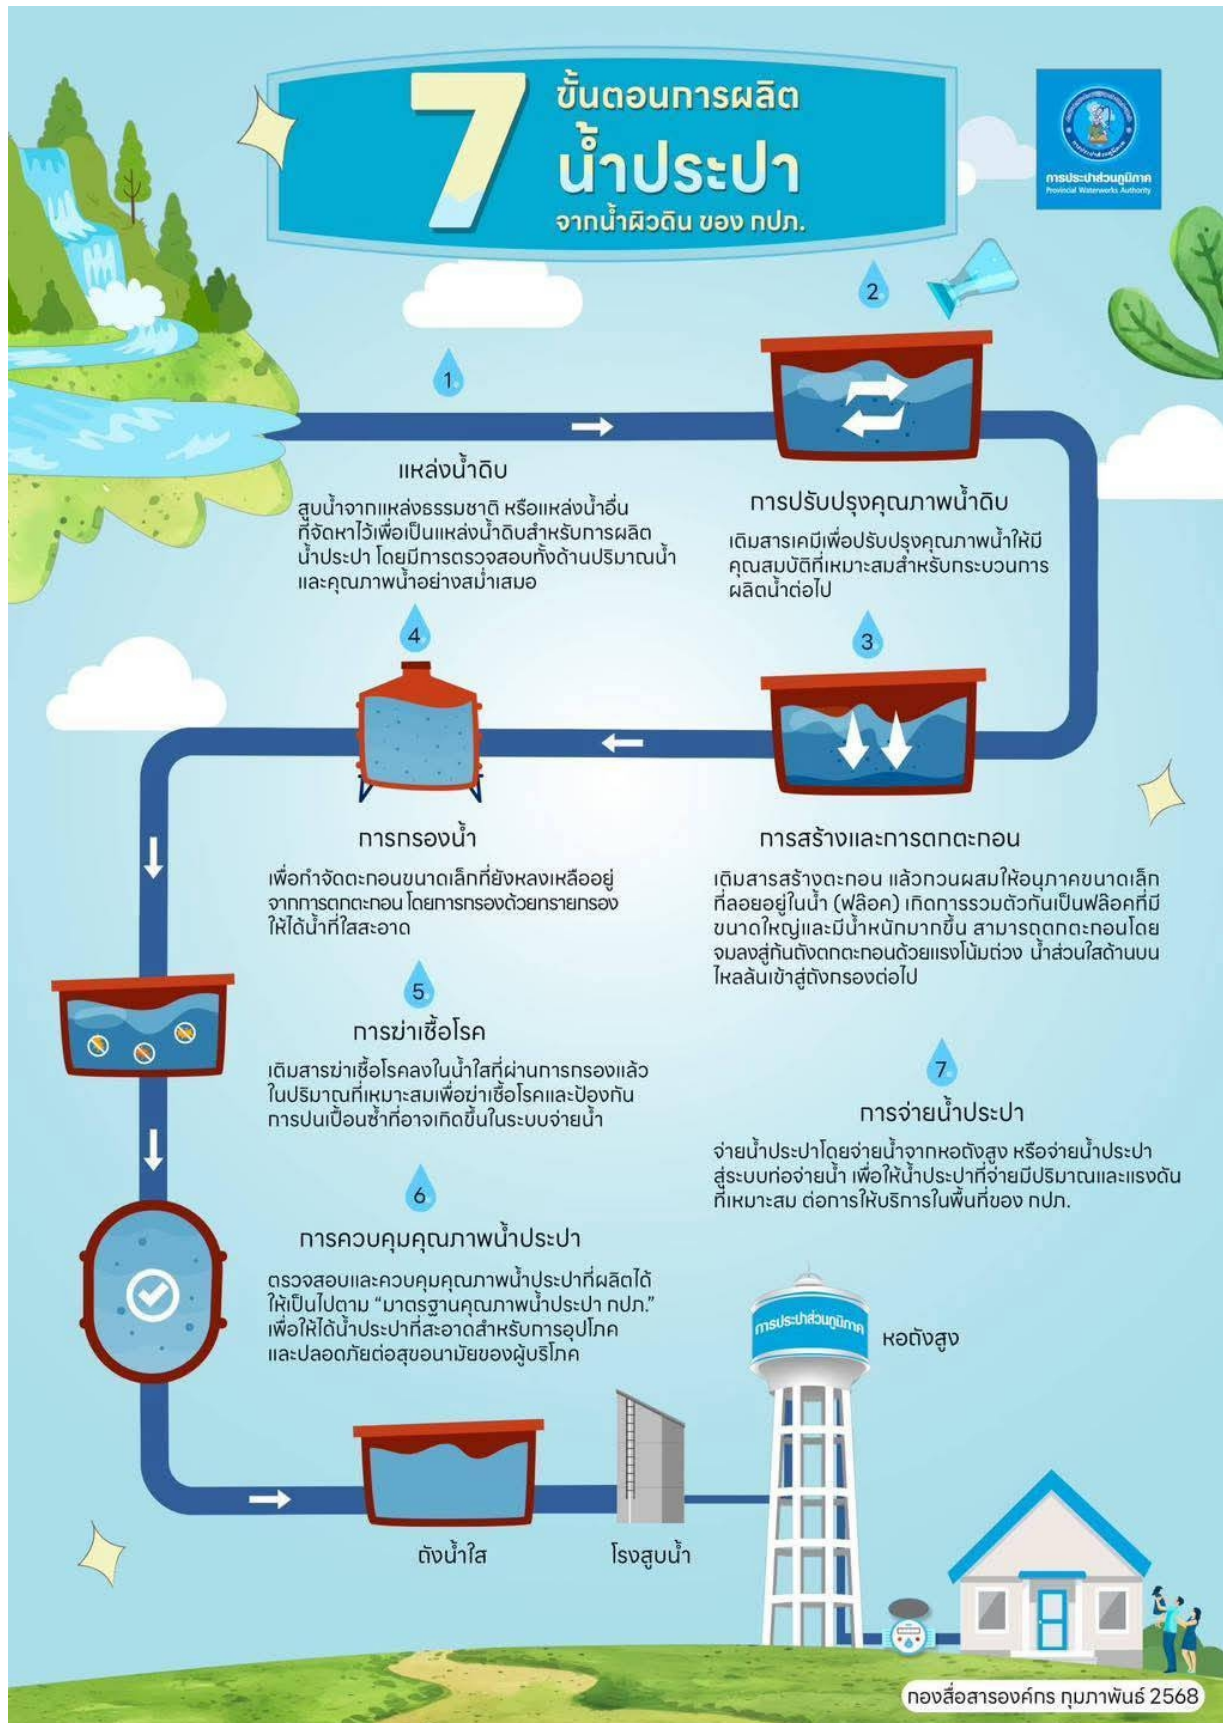 7
ขั้นตอนการผลิต
น้ำประปา
จากน้ำผิวดิน ของ กปภ.
การประปาส่วนภูมิภาค
Provincial Waterworks Authority
1.
แหล่งน้ำดิบ
สูบน้ำจากแหล่งธรรมชาติ หรือแหล่งน้ำอื่น
ที่จัดหาไว้เพื่อเป็นแหล่งน้ำดิบสำหรับการผลิต
น้ำประปา โดยมีการตรวจสอบทั้งด้านปริมาณน้ำ
และคุณภาพน้ำอย่างสม่ำเสมอ
2.
การปรับปรุงคุณภาพน้ำดิบ
เติมสารเคมีเพื่อปรับปรุงคุณภาพน้ำให้มี
คุณสมบัติที่เหมาะสมสำหรับกระบวนการ
ผลิตน้ำต่อไป
3.
การสร้างและการตกตะกอน
เติมสารสร้างตะกอน แล้วกวนผสมให้อนุภาคขนาดเล็ก
ที่ลอยอยู่ในน้ำ (ฟล๊อค) เกิดการรวมตัวกันเป็นฟล๊อคที่มี
ขนาดใหญ่และมีน้ำหนักมากขึ้น สามารถตกตะกอนโดย
จมลงสู่ก้นถังตกตะกอนด้วยแรงโน้มถ่วง น้ำส่วนใสด้านบน
ไหลล้นเข้าสู่ถังกรองต่อไป
4.
การกรองน้ำ
เพื่อกำจัดตะกอนขนาดเล็กที่ยังหลงเหลืออยู่
จากการตกตะกอน โดยการกรองด้วยทรายกรอง
ให้ได้น้ำที่ใสสะอาด
5.
การฆ่าเชื้อโรค
เติมสารฆ่าเชื้อโรคลงในน้ำใสที่ผ่านการกรองแล้ว
ในปริมาณที่เหมาะสมเพื่อฆ่าเชื้อโรคและป้องกัน
การปนเปื้อนซ้ำที่อาจเกิดขึ้นในระบบจ่ายน้ำ
6.
การควบคุมคุณภาพน้ำประปา
ตรวจสอบและควบคุมคุณภาพน้ำประปาที่ผลิตได้
ให้เป็นไปตาม “มาตรฐานคุณภาพน้ำประปา กปภ.”
เพื่อให้ได้น้ำประปาที่สะอาดสำหรับการอุปโภค
และปลอดภัยต่อสุขอนามัยของผู้บริโภค
7.
การจ่ายน้ำประปา
จ่ายน้ำประปาโดยจ่ายน้ำจากหอถังสูง หรือจ่ายน้ำประปา
สู่ระบบท่อจ่ายน้ำ เพื่อให้น้ำประปาที่จ่ายมีปริมาณและแรงดัน
ที่เหมาะสม ต่อการให้บริการในพื้นที่ของ กปภ.
การประปาส่วนภูมิภาค
หอถังสูง
ถังน้ำใส
โรงสูบน้ำ
กองสื่อสารองค์กร กุมภาพันธ์ 2568